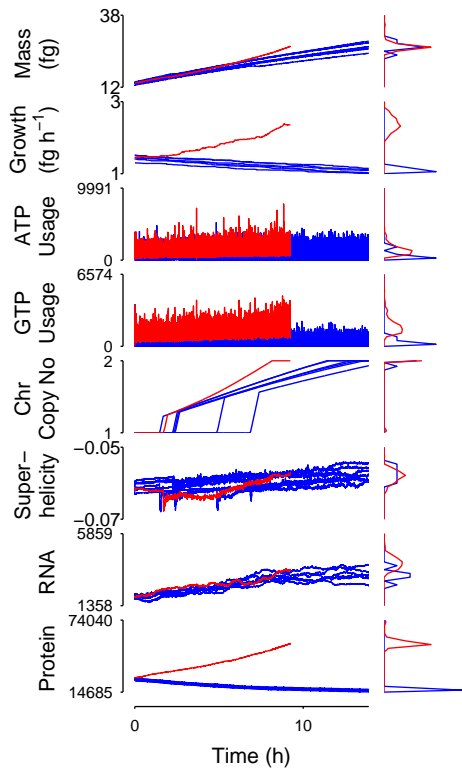 38
Mass
(fg)
12
3
Growth
(fg h⁻¹)
1
9991
ATP
Usage
0
6574
GTP
Usage
0
2
Chr
Copy No
1
−0.05
Super−
helicity
−0.07
5859
RNA
1358
74040
Protein
14685
0 10
Time (h)